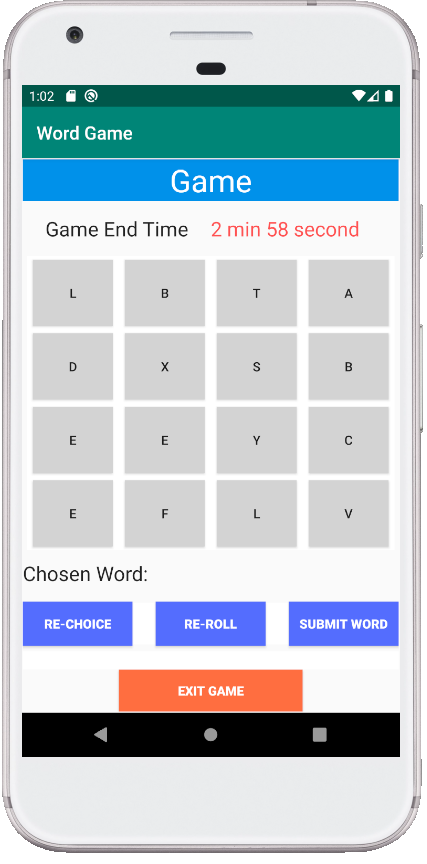 1:02
Word Game
Game
Game End Time 2 min 58 second
L B T A
D X S B
E E Y C
E F L V
Chosen Word:
RE-CHOICE RE-ROLL SUBMIT WORD
EXIT GAME